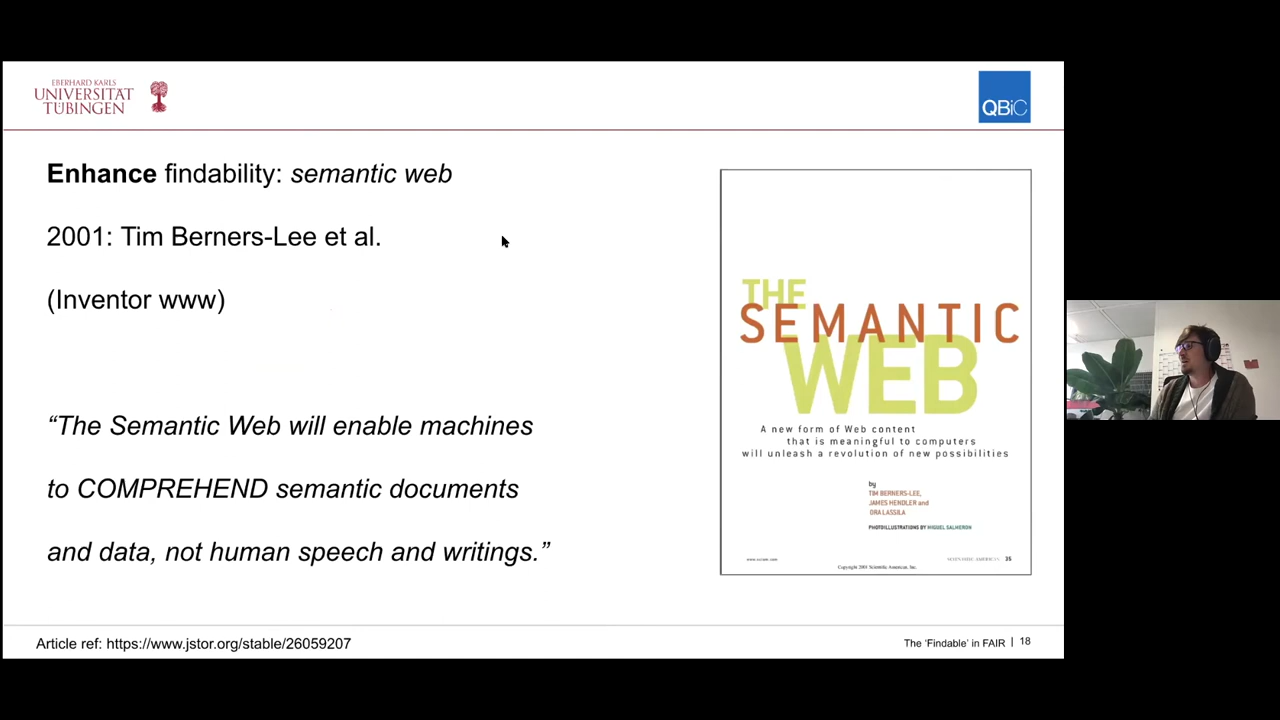 EBERHARD KARLS
UNIVERSITÄT
TÜBINGEN
QBiC
Enhance findability: semantic web
2001: Tim Berners-Lee et al.
(Inventor www)
“The Semantic Web will enable machines
to COMPREHEND semantic documents
and data, not human speech and writings.”
THE
SEMANTIC
WEB
A new form of Web content
that is meaningful to computers
will unleash a revolution of new possibilities
by
TIM BERNERS-LEE,
JAMES HENDLER and
ORA LASSILA
PHOTOILLUSTRATIONS BY MIGUEL SALMERON
www.sciam.com
SCIENTIFIC AMERICAN 35
Copyright 2001 Scientific American, Inc.
Article ref: https://www.jstor.org/stable/26059207
The ‘Findable’ in FAIR | 18